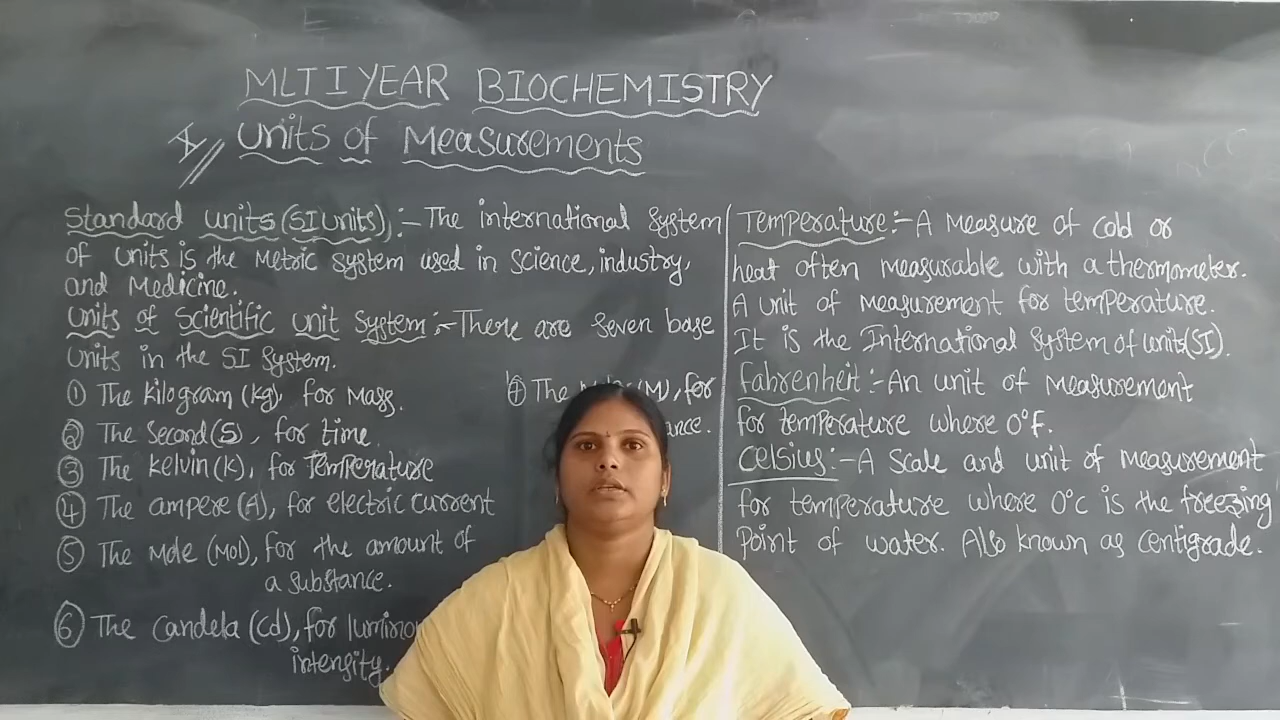 MLT I YEAR BIOCHEMISTRY
Units of Measurements
Standard Units (SI Units) :- The international System
of units is the Metric System used in Science, industry,
and Medicine.
Units of Scientific unit System :- There are Seven base
Units in the SI System.
① The Kilogram (Kg), for Mass.
② The Second (S), for time.
③ The Kelvin (K), for Temperature
④ The ampere (A), for electric current
⑤ The Mole (Mol), for the amount of
a substance.
⑥ The Candela (Cd), for
intensity.
The (M), for
Temperature :- A Measure of cold or
heat often measurable with a thermometer.
A unit of measurement for temperature.
It is the International System of units (SI).
Fahrenheit :- An unit of Measurement
for temperature where 0°F.
Celsius :- A Scale and unit of Measurement
for temperature where 0°C is the freezing
Point of water. Also known as centigrade.